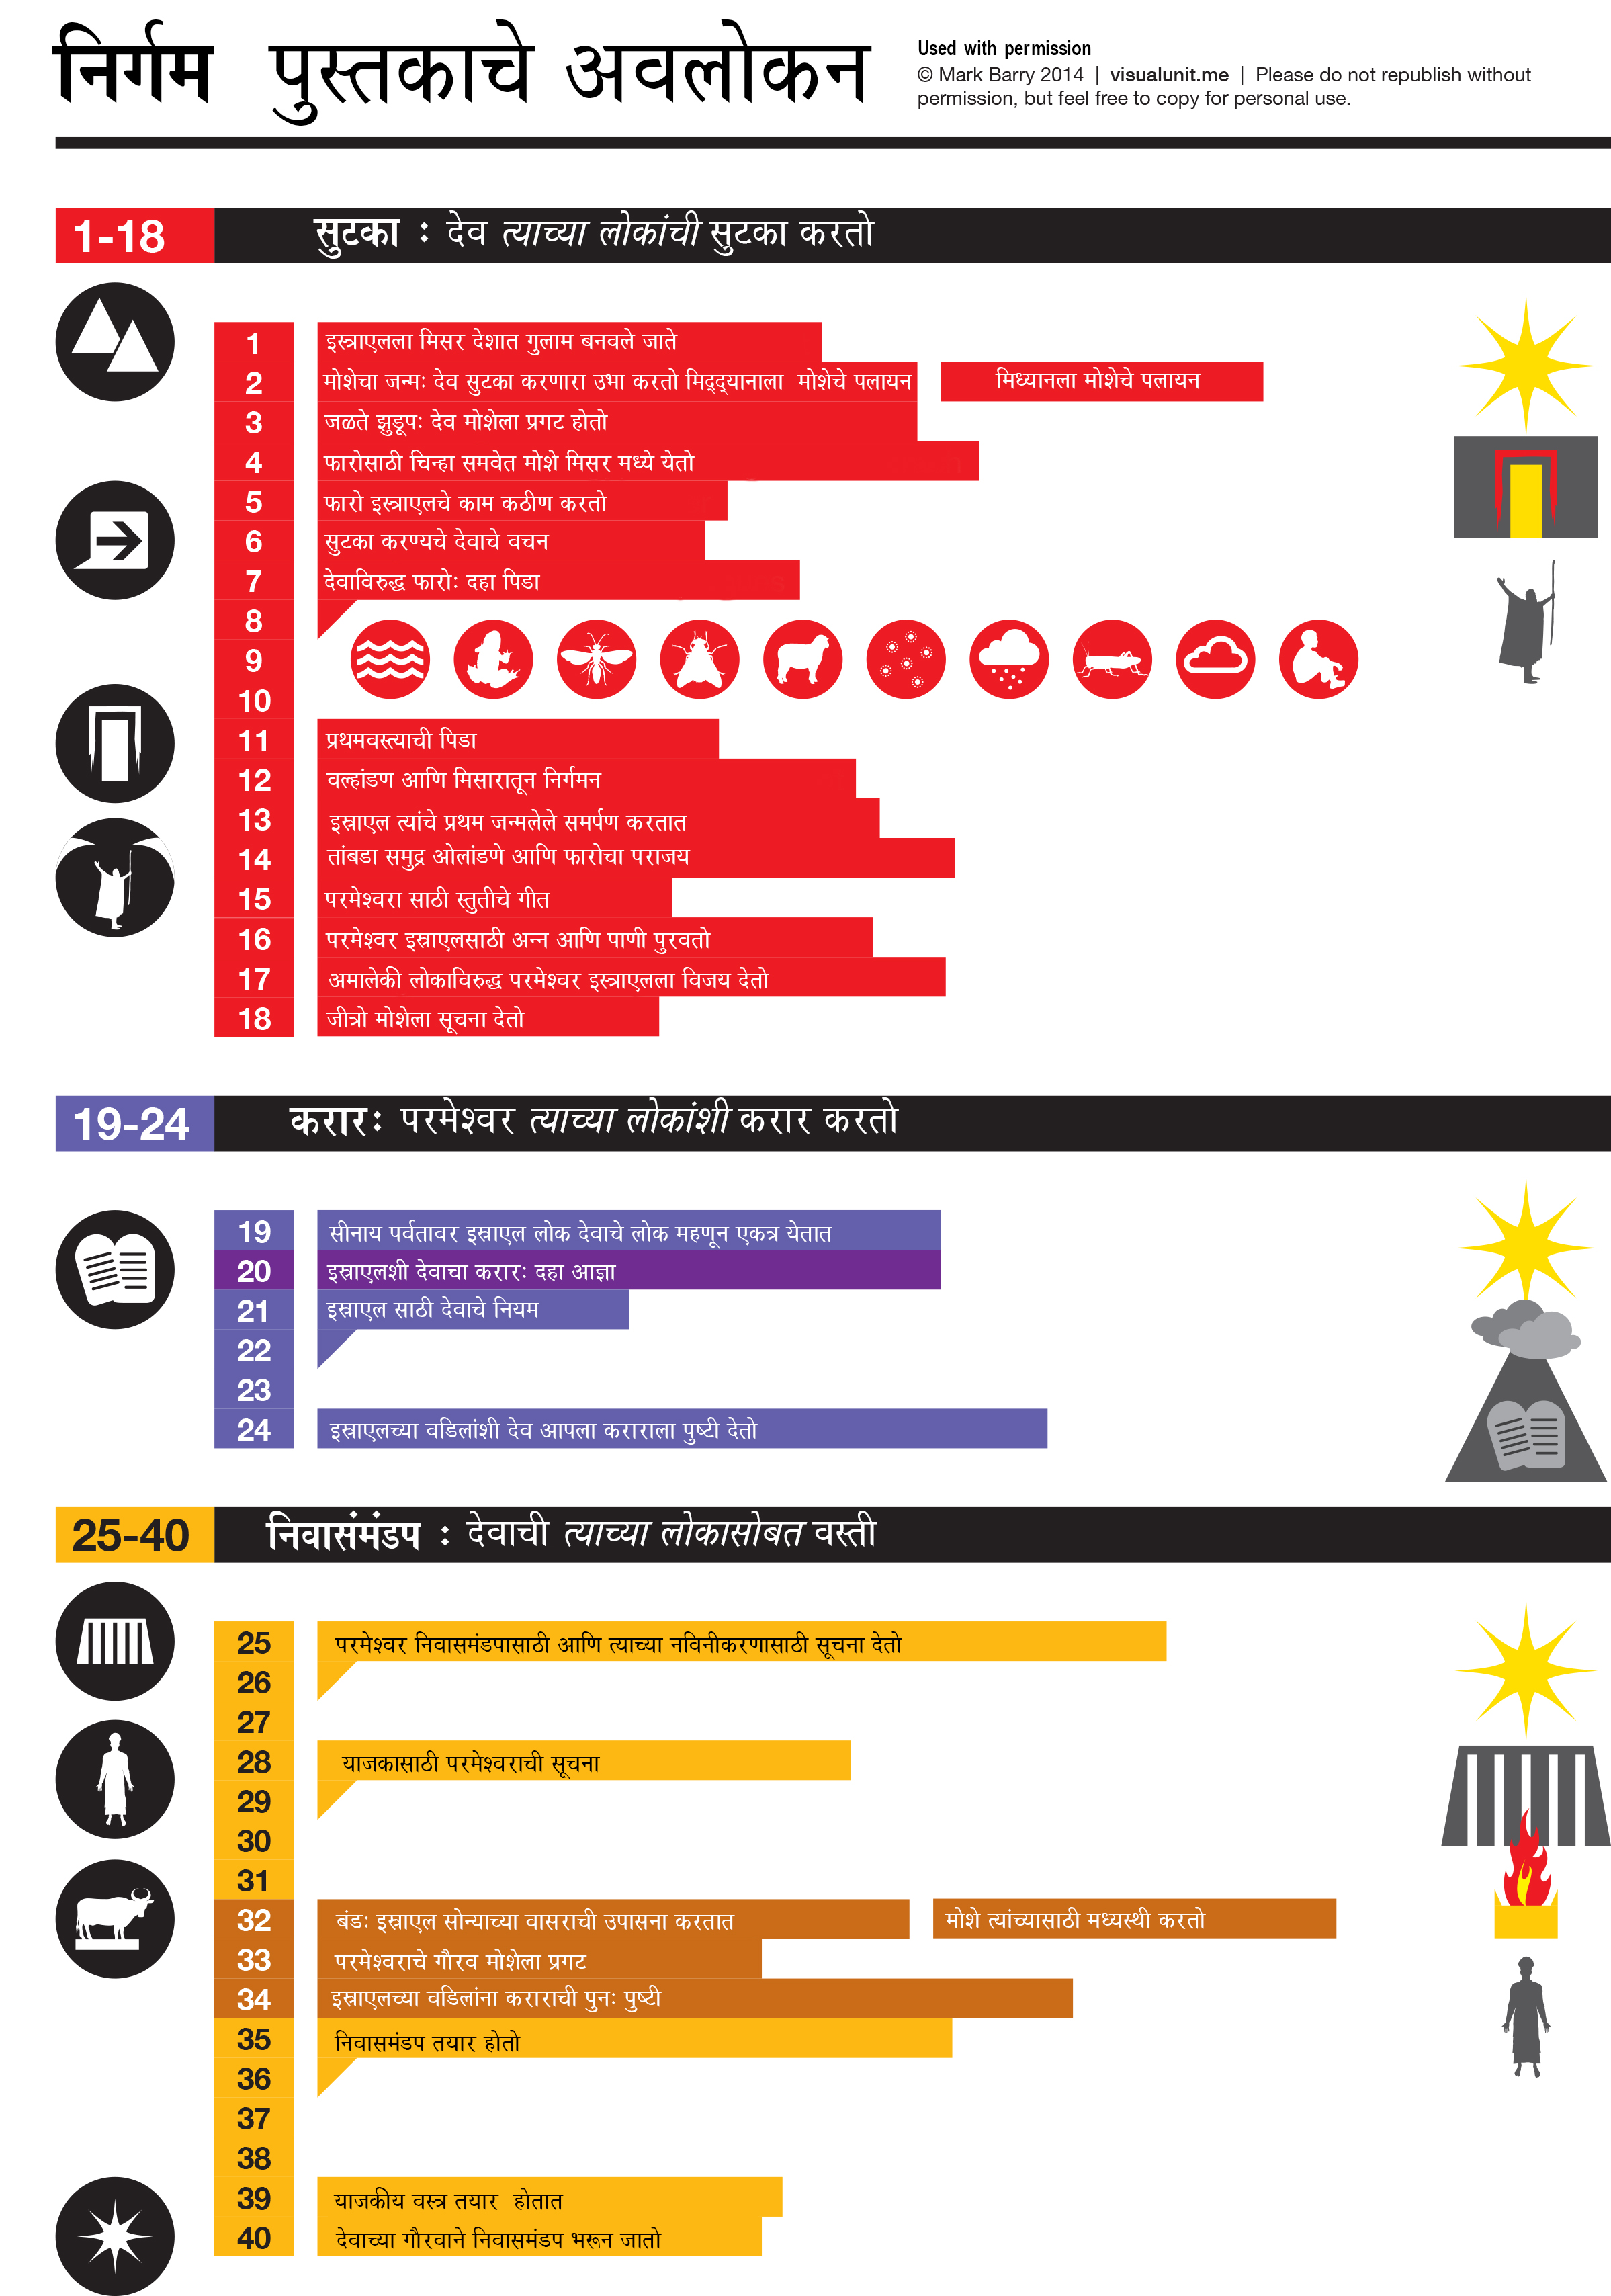 निर्गम पुस्तकाचे अवलोकन
Used with permission
© Mark Barry 2014 | visualunit.me | Please do not republish without
permission, but feel free to copy for personal use.
1-18 सुटका : देव त्याच्या लोकांची सुटका करतो
1 इस्त्राएलला मिसर देशात गुलाम बनवले जाते
2 मोशेचा जन्मः देव सुटका करणारा उभा करतो मिद्द्यानाला मोशेचे पलायन मिध्यानला मोशेचे पलायन
3 जळते झुडूपः देव मोशेला प्रगट होतो
4 फारोसाठी चिन्हा समवेत मोशे मिसर मध्ये येतो
5 फारो इस्त्राएलचे काम कठीण करतो
6 सुटका करण्यचे देवाचे वचन
7 देवाविरुद्ध फारोः दहा पिडा
8
9
10
11 प्रथमवस्त्याची पिडा
12 वल्हांडण आणि मिसारातून निर्गमन
13 इस्राएल त्यांचे प्रथम जन्मलेले समर्पण करतात
14 तांबडा समुद्र ओलांडणे आणि फारोचा पराजय
15 परमेश्वरा साठी स्तुतीचे गीत
16 परमेश्वर इस्राएलसाठी अन्न आणि पाणी पुरवतो
17 अमालेकी लोकाविरुद्ध परमेश्वर इस्त्राएलला विजय देतो
18 जीत्रो मोशेला सूचना देतो
19-24 करारः परमेश्वर त्याच्या लोकांशी करार करतो
19 सीनाय पर्वतावर इस्राएल लोक देवाचे लोक महणून एकत्र येतात
20 इस्राएलशी देवाचा करारः दहा आज्ञा
21 इस्राएल साठी देवाचे नियम
22
23
24 इस्राएलच्या वडिलांशी देव आपला कराराला पुष्टी देतो
25-40 निवासंमंडप : देवाची त्याच्या लोकासोबत वस्ती
25 परमेश्वर निवासमंडपासाठी आणि त्याच्या नविनीकरणासाठी सूचना देतो
26
27
28 याजकासाठी परमेश्वराची सूचना
29
30
31
32 बंडः इस्राएल सोन्याच्या वासराची उपासना करतात मोशे त्यांच्यासाठी मध्यस्थी करतो
33 परमेश्वराचे गौरव मोशेला प्रगट
34 इस्राएलच्या वडिलांना कराराची पुनः पुष्टी
35 निवासमंडप तयार होतो
36
37
38
39 याजकीय वस्त्र तयार होतात
40 देवाच्या गौरवाने निवासमंडप भरून जातो